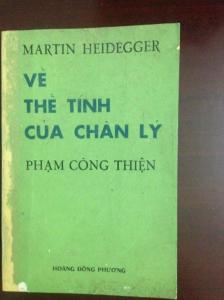 MARTIN HEIDEGGER
VỀ
THỂ TÍNH
CỦA CHÂN LÝ
PHẠM CÔNG THIỆN
HOÀNG ĐÔNG PHƯƠNG